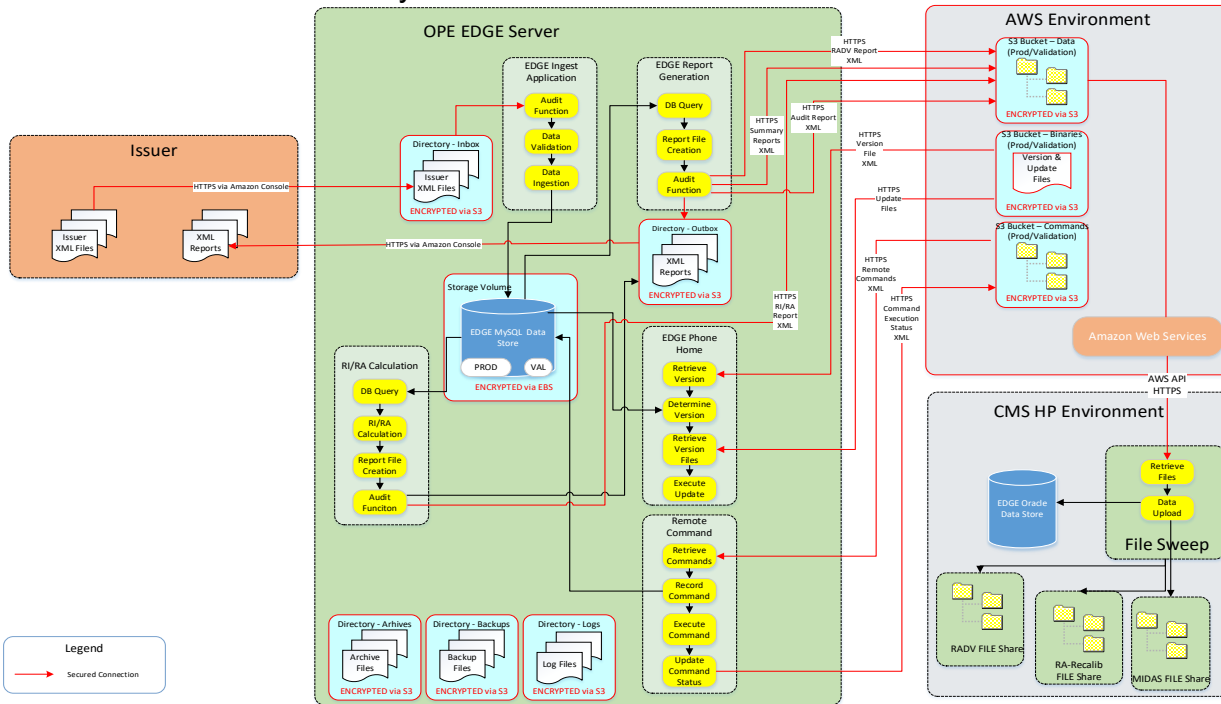 OPE EDGE Server
AWS Environment
EDGE Ingest
Application
Audit
Function
Data
Validation
Data
Ingestion
EDGE Report
Generation
DB Query
Report File
Creation
Audit
Function
HTTPS
RADV Report
XML
HTTPS
Summary
Reports
XML
HTTPS
Audit Report
XML
HTTPS
Version
File
XML
HTTPS
Update
Files
HTTPS
Remote
Commands
XML
HTTPS
Command
Execution
Status
XML
HTTPS
RI/RA
Report
XML
S3 Bucket – Data
(Prod/Validation)
ENCRYPTED via S3
S3 Bucket – Binaries
(Prod/Validation)
Version &
Update
Files
ENCRYPTED via S3
S3 Bucket – Commands
(Prod/Validation)
ENCRYPTED via S3
Amazon Web Services
AWS API
HTTPS
Issuer
Issuer
XML Files
XML
Reports
HTTPS via Amazon Console
HTTPS via Amazon Console
Directory - Inbox
Issuer
XML Files
ENCRYPTED via S3
Directory - Outbox
XML
Reports
ENCRYPTED via S3
Storage Volume
EDGE MySQL Data
Store
PROD
VAL
ENCRYPTED via EBS
RI/RA Calculation
DB Query
RI/RA
Calculation
Report File
Creation
Audit
Funciton
EDGE Phone
Home
Retrieve
Version
Determine
Version
Retrieve
Version
Files
Execute
Update
Remote
Command
Retrieve
Commands
Record
Command
Execute
Command
Update
Command
Status
Directory - Arhives
Archive
Files
ENCRYPTED via S3
Directory - Backups
Backup
Files
ENCRYPTED via S3
Directory - Logs
Log Files
ENCRYPTED via S3
CMS HP Environment
Retrieve
Files
Data
Upload
File Sweep
EDGE Oracle
Data Store
RADV FILE Share
RA-Recalib
FILE Share
MIDAS FILE Share
Legend
Secured Connection